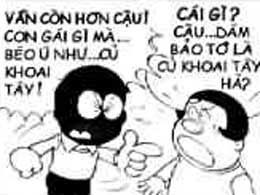 VẪN CÒN HƠN CẬU!
CON GÁI GÌ MÀ...
BÉO Ú NHƯ...CỦ
KHOAI
TÂY!
CÁI GÌ?
CẬU...DÁM
BẢO TỚ LÀ
CỦ KHOAI TÂY
HẢ?